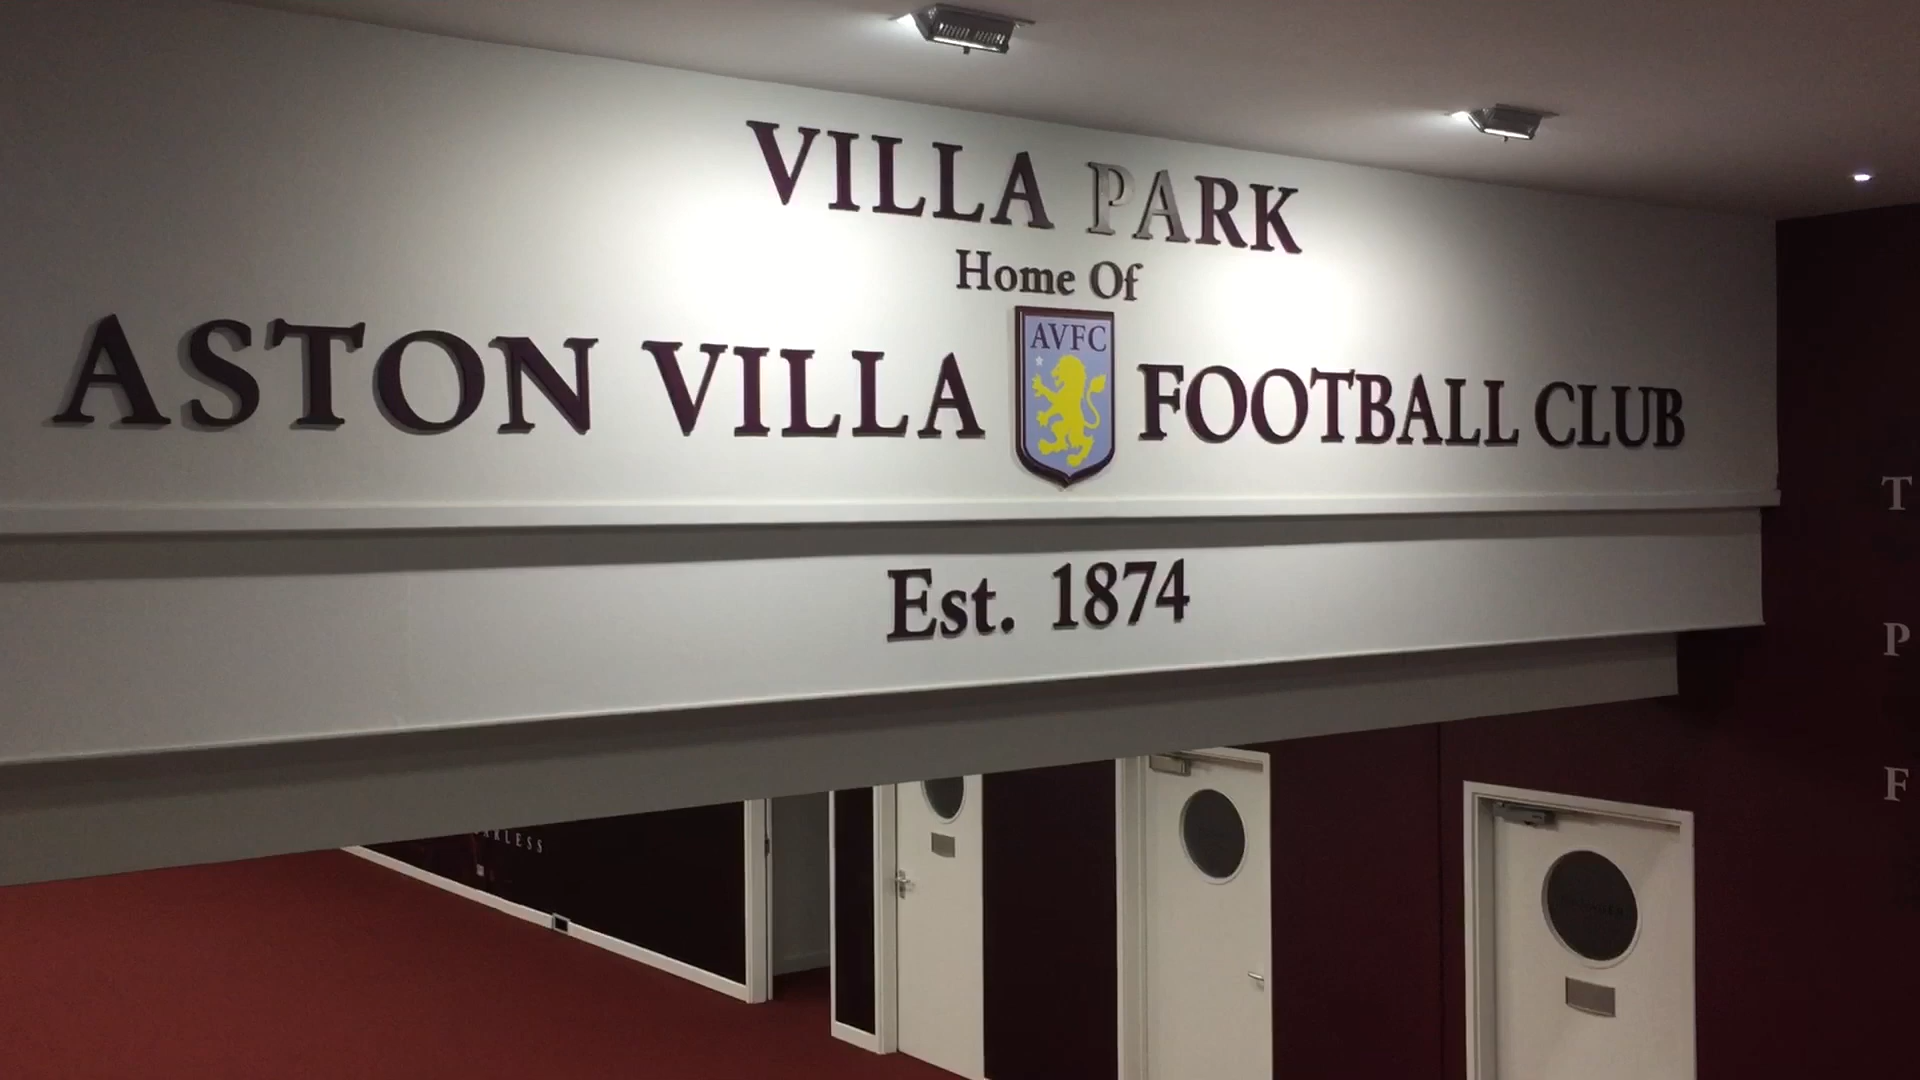 VILLA PARK
Home Of
AVFC
ASTON VILLA FOOTBALL CLUB
Est. 1874
T
P
F